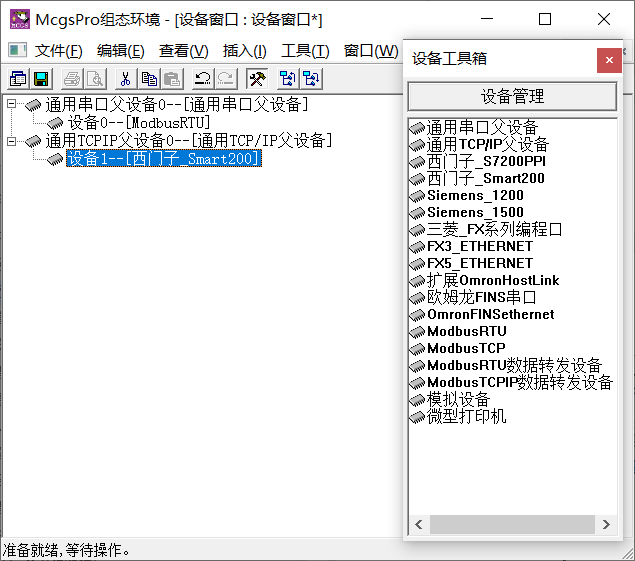 McgsPro组态环境 - [设备窗口 : 设备窗口*]
文件(F) 编辑(E) 查看(V) 插入(I) 工具(T) 窗口(W)
通用串口父设备0--[通用串口父设备]
设备0--[ModbusRTU]
通用TCPIP父设备0--[通用TCP/IP父设备]
设备1--[西门子_Smart200]
设备工具箱
设备管理
通用串口父设备
通用TCP/IP父设备
西门子_S7200PPI
西门子_Smart200
Siemens_1200
Siemens_1500
三菱_FX系列编程口
FX3_ETHERNET
FX5_ETHERNET
扩展OmronHostLink
欧姆龙FINS串口
OmronFINSethernet
ModbusRTU
ModbusTCP
ModbusRTU数据转发设备
ModbusTCPIP数据转发设备
模拟设备
微型打印机
准备就绪,等待操作。